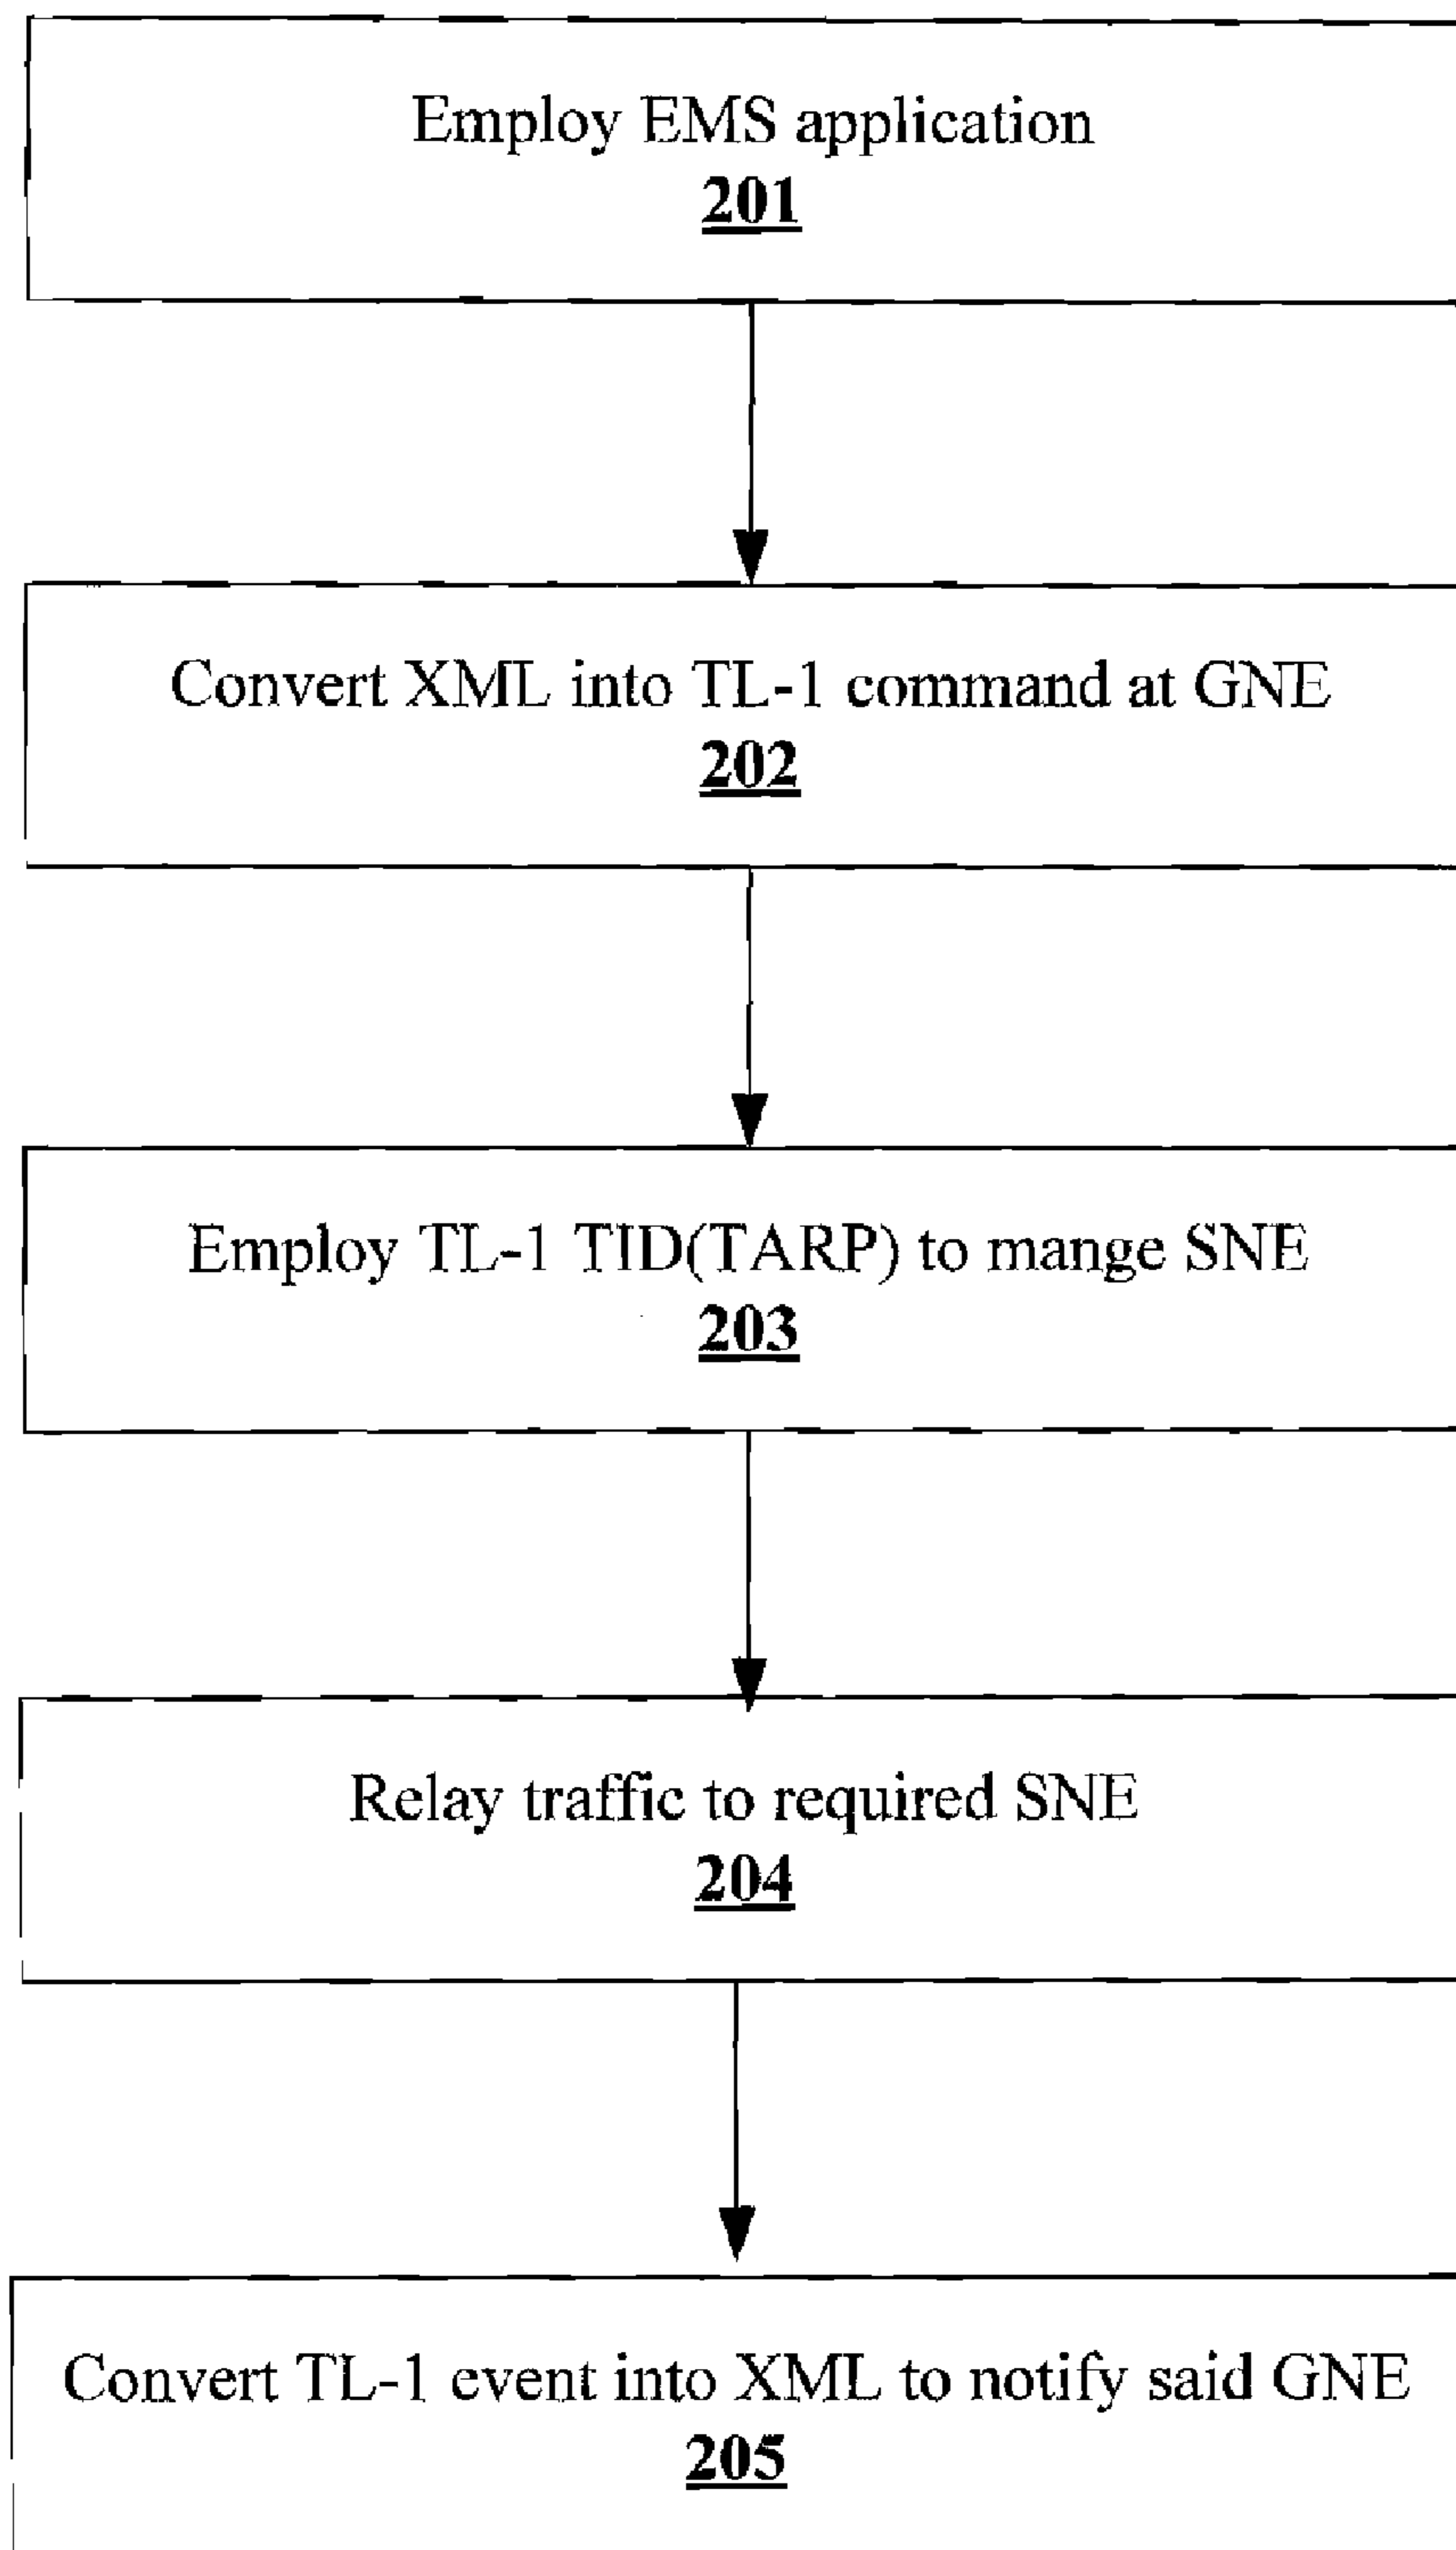 Employ EMS application
201
Convert XML into TL-1 command at GNE
202
Employ TL-1 TID(TARP) to mange SNE
203
Relay traffic to required SNE
204
Convert TL-1 event into XML to notify said GNE
205